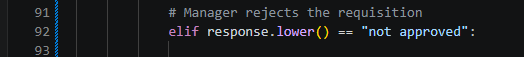 91 # Manager rejects the requisition
92 elif response.lower() == "not approved":
93